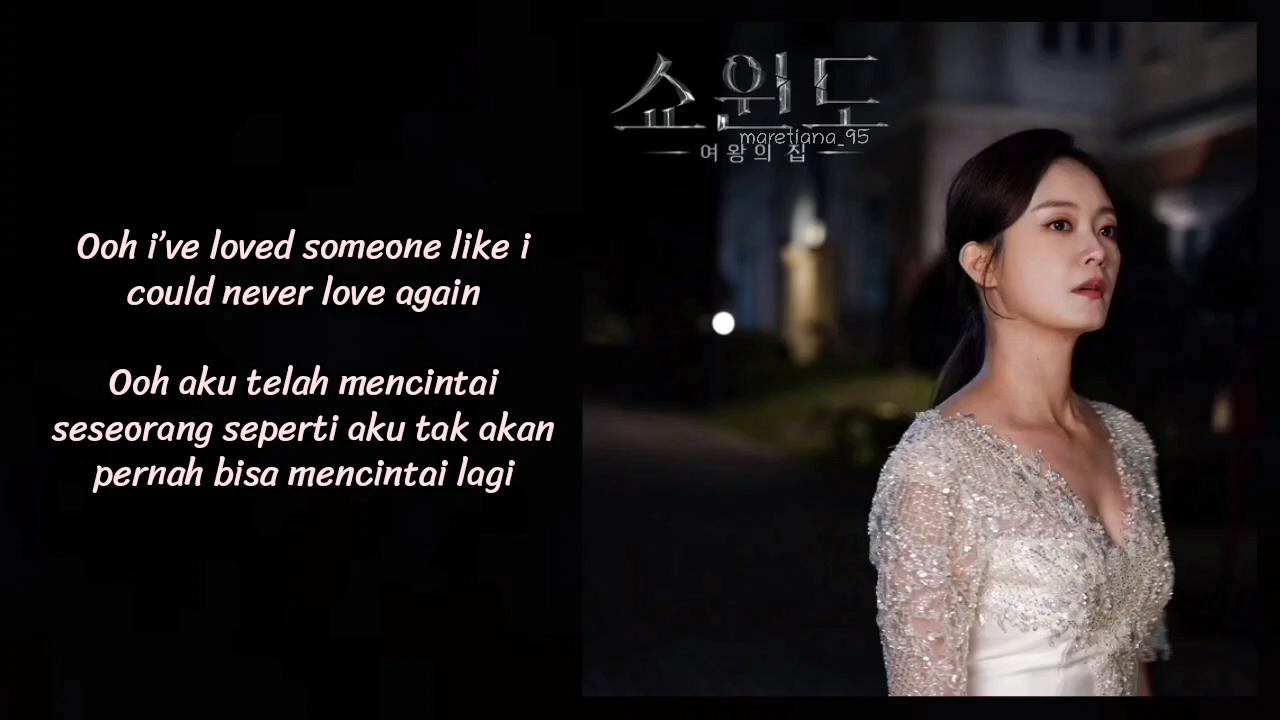 Ooh i've loved someone like i
could never love again
Ooh aku telah mencintai
seseorang seperti aku tak akan
pernah bisa mencintai lagi
쇼윈도
maretiana_95
여왕의 집